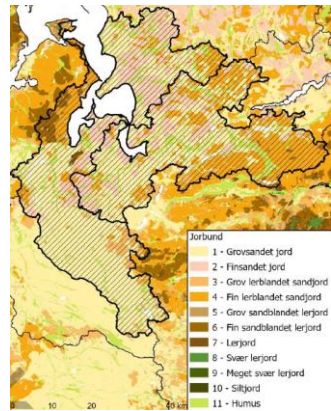 Jorbund
1 - Grovsandet jord
2 - Finsandet jord
3 - Grov lerblandet sandjord
4 - Fin lerblandet sandjord
5 - Grov sandblandet lerjord
6 - Fin sandblandet lerjord
7 - Lerjord
8 - Svær lerjord
9 - Meget svær lerjord
10 - Siltjord
11 - Humus
10 20 40 km